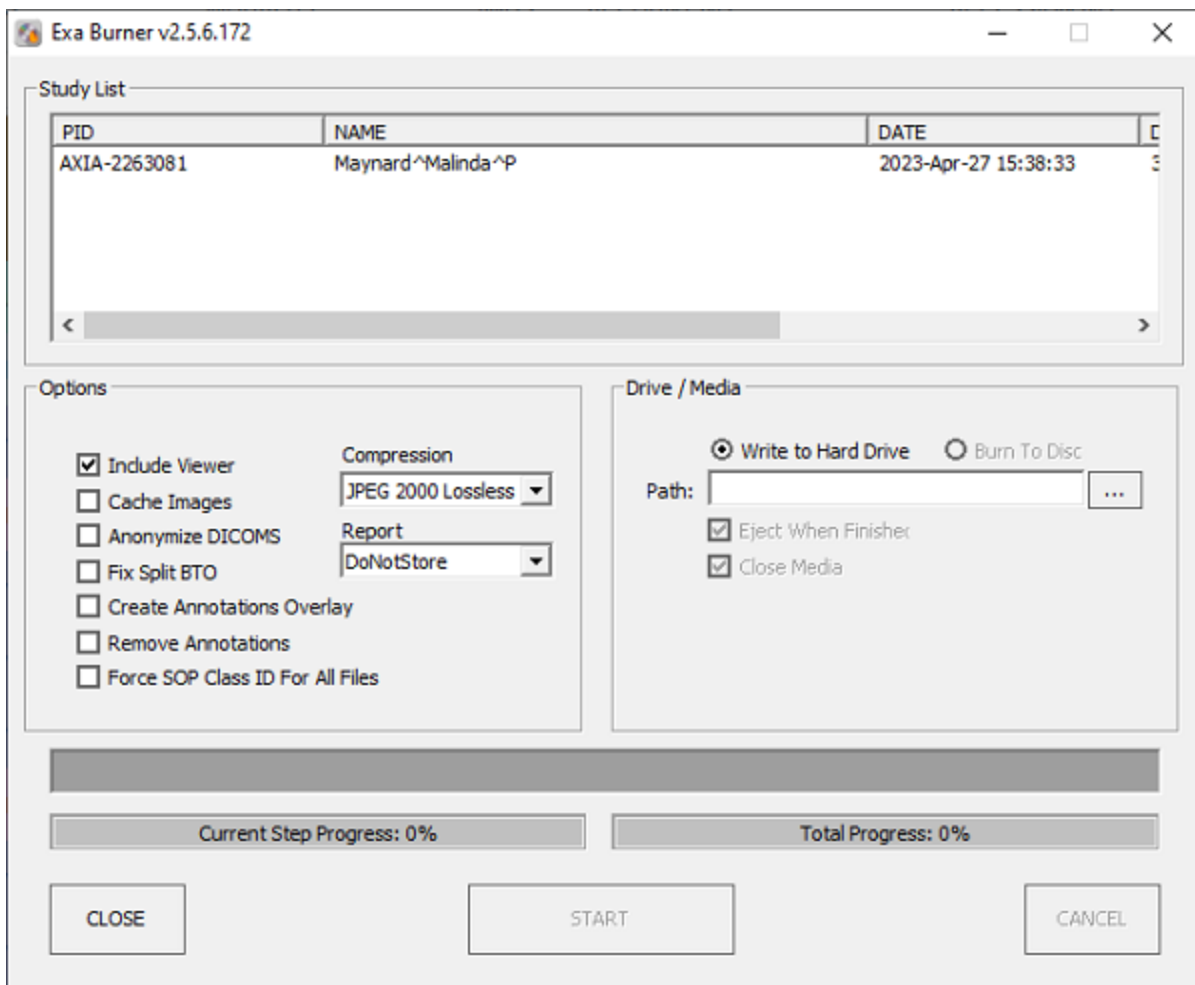 Exa Burner v2.5.6.172
Study List
PID NAME DATE
AXIA-2263081 Maynard^Malinda^P 2023-Apr-27 15:38:33
Options
Include Viewer
Cache Images
Anonymize DICOMS
Fix Split BTO
Create Annotations Overlay
Remove Annotations
Force SOP Class ID For All Files
Compression
JPEG 2000 Lossless
Report
DoNotStore
Drive / Media
Write to Hard Drive Burn To Disc
Path: ...
Eject When Finished
Close Media
Current Step Progress: 0% Total Progress: 0%
CLOSE START CANCEL